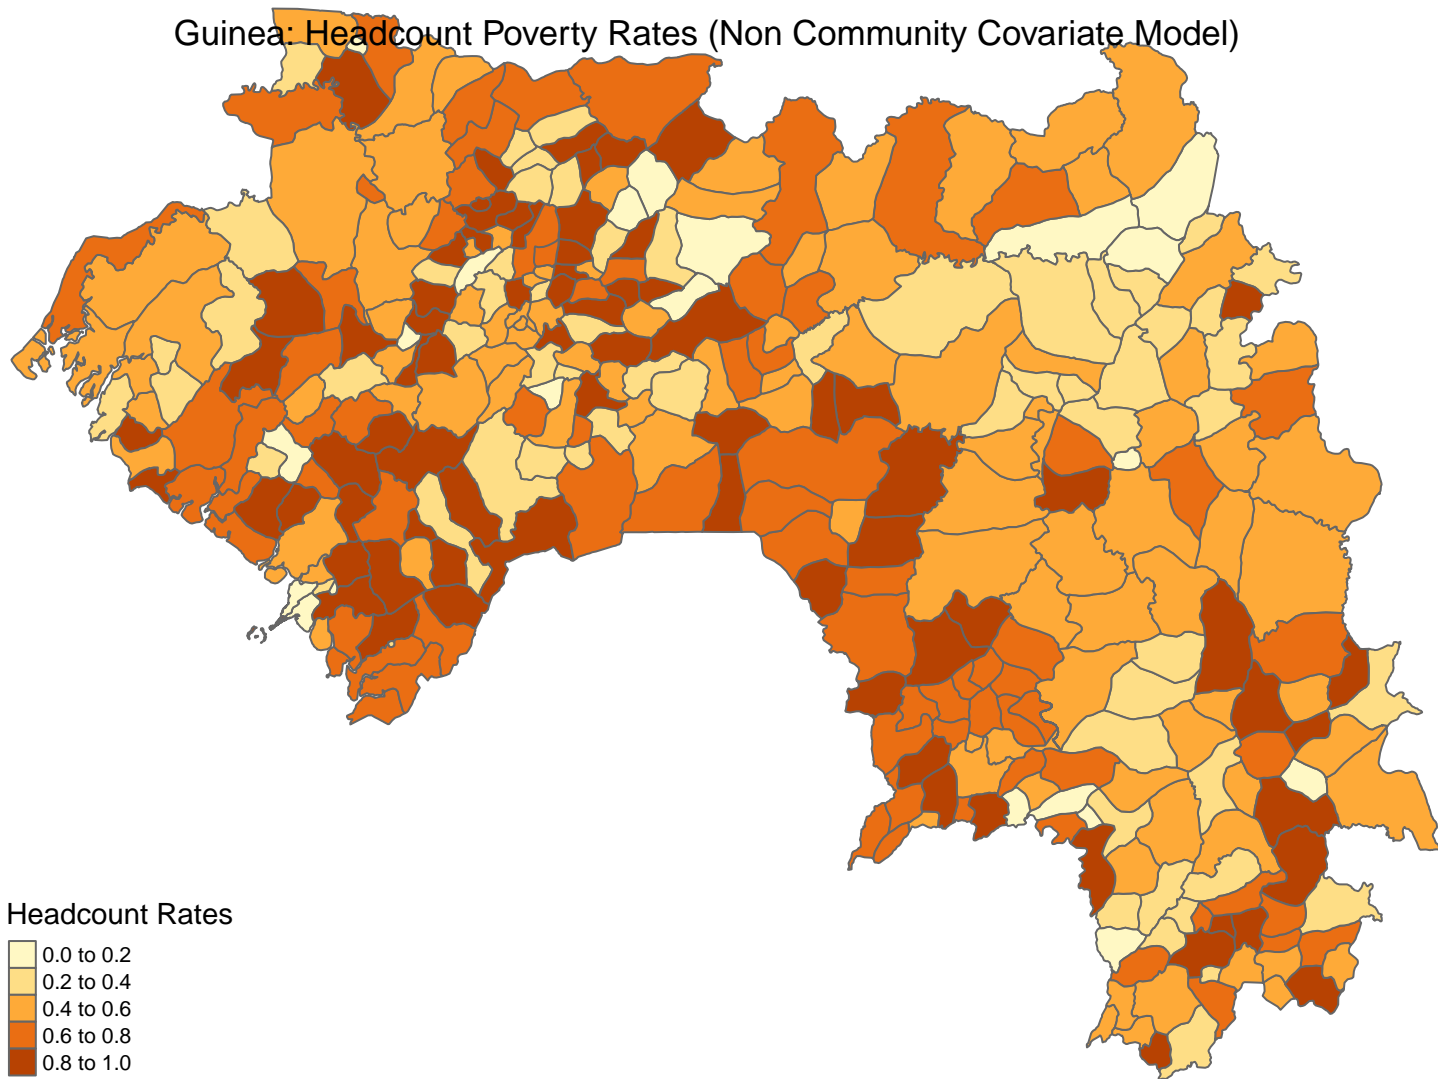 Guinea: Headcount Poverty Rates (Non Community Covariate Model)
Headcount Rates
0.0 to 0.2
0.2 to 0.4
0.4 to 0.6
0.6 to 0.8
0.8 to 1.0